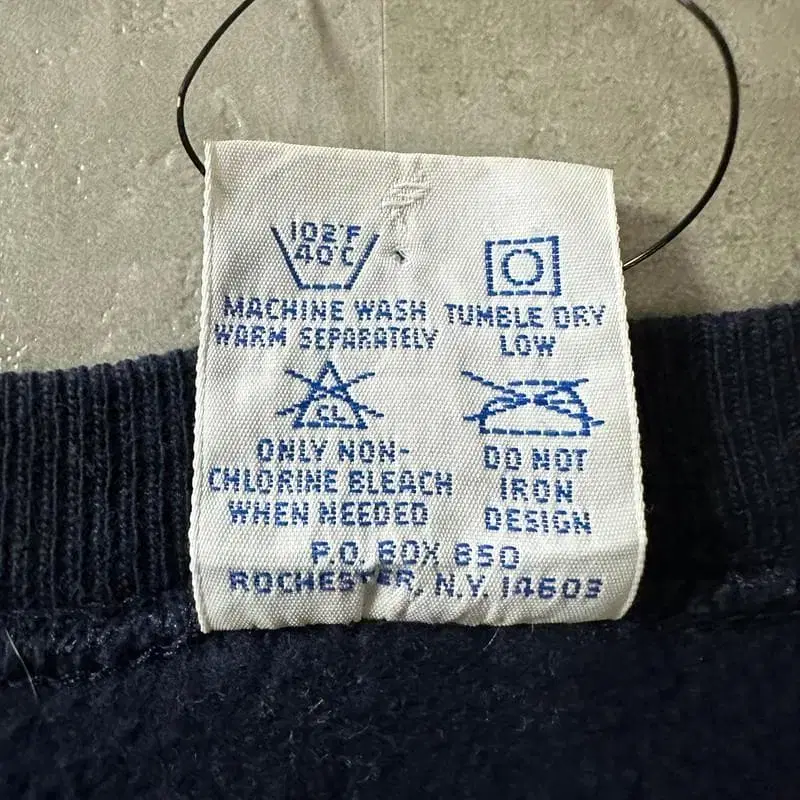 102°F
40°C
MACHINE WASH
WARM SEPARATELY
TUMBLE DRY
LOW
CL
ONLY NON-
CHLORINE BLEACH
WHEN NEEDED
DO NOT
IRON
DESIGN
P.O. BOX 850
ROCHESTER, N.Y. 14603